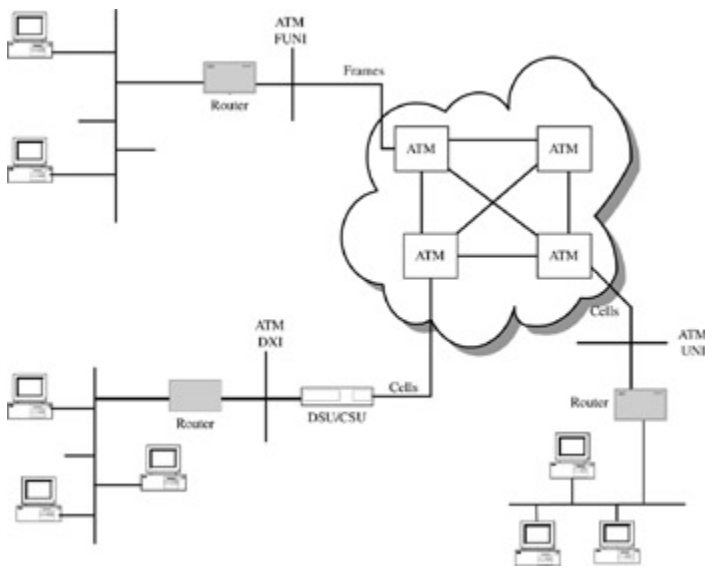 ATM
FUNI
Frames
Router
ATM
ATM
ATM
ATM
Cells
ATM
UNI
ATM
DXI
Cells
Router
DSU/CSU
Router